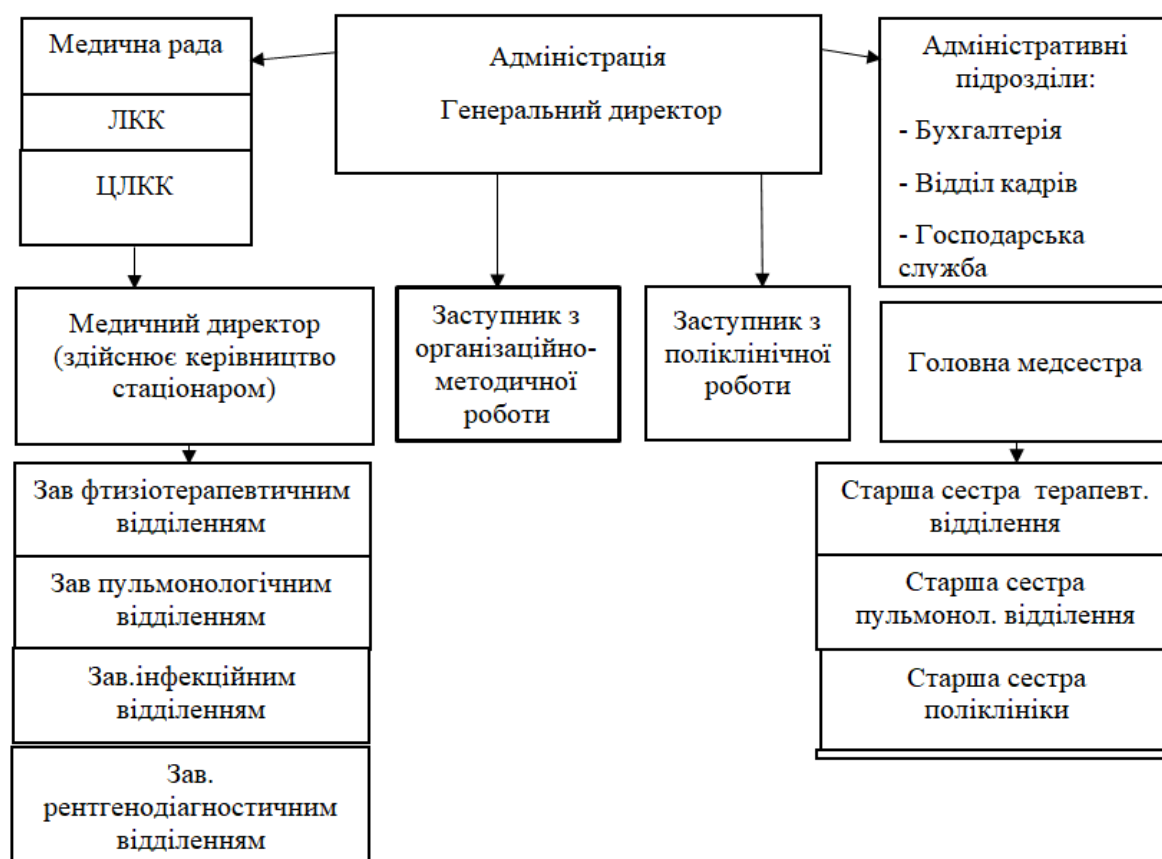 Медична рада
ЛКК
ЦЛКК
Адміністрація
Генеральний директор
Адміністративні
підрозділи:
- Бухгалтерія
- Відділ кадрів
- Господарська
служба
Медичний директор
(здійснює керівництво
стаціонаром)
Заступник з
організаційно-
методичної
роботи
Заступник з
поліклінічної
роботи
Головна медсестра
Зав фтизіотерапевтичним
відділенням
Зав пульмонологічним
відділенням
Зав.інфекційним
відділенням
Зав.
рентгенодіагностичним
відділенням
Старша сестра терапевт.
відділення
Старша сестра
пульмонол. відділення
Старша сестра
поліклініки